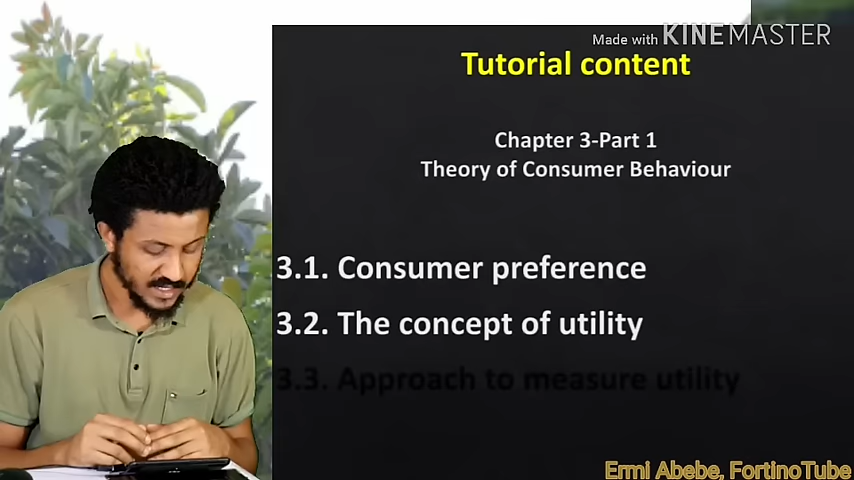 Made with KINEMASTER
Tutorial content
Chapter 3-Part 1
Theory of Consumer Behaviour
3.1. Consumer preference
3.2. The concept of utility
3.3. Approach to measure utility
Ermi Abebe, FortinoTube